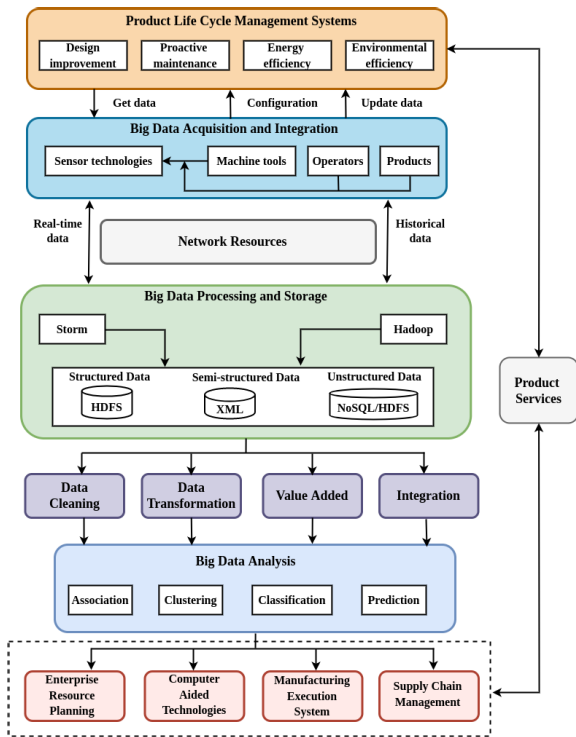 Product Life Cycle Management Systems
Design
improvement
Proactive
maintenance
Energy
efficiency
Environmental
efficiency
Get data
Configuration
Update data
Big Data Acquisition and Integration
Sensor technologies
Machine tools
Operators
Products
Real-time
data
Historical
data
Network Resources
Big Data Processing and Storage
Storm
Hadoop
Structured Data
Semi-structured Data
Unstructured Data
HDFS
XML
NoSQL/HDFS
Product
Services
Data
Cleaning
Data
Transformation
Value Added
Integration
Big Data Analysis
Association
Clustering
Classification
Prediction
Enterprise
Resource
Planning
Computer
Aided
Technologies
Manufacturing
Execution
System
Supply Chain
Management